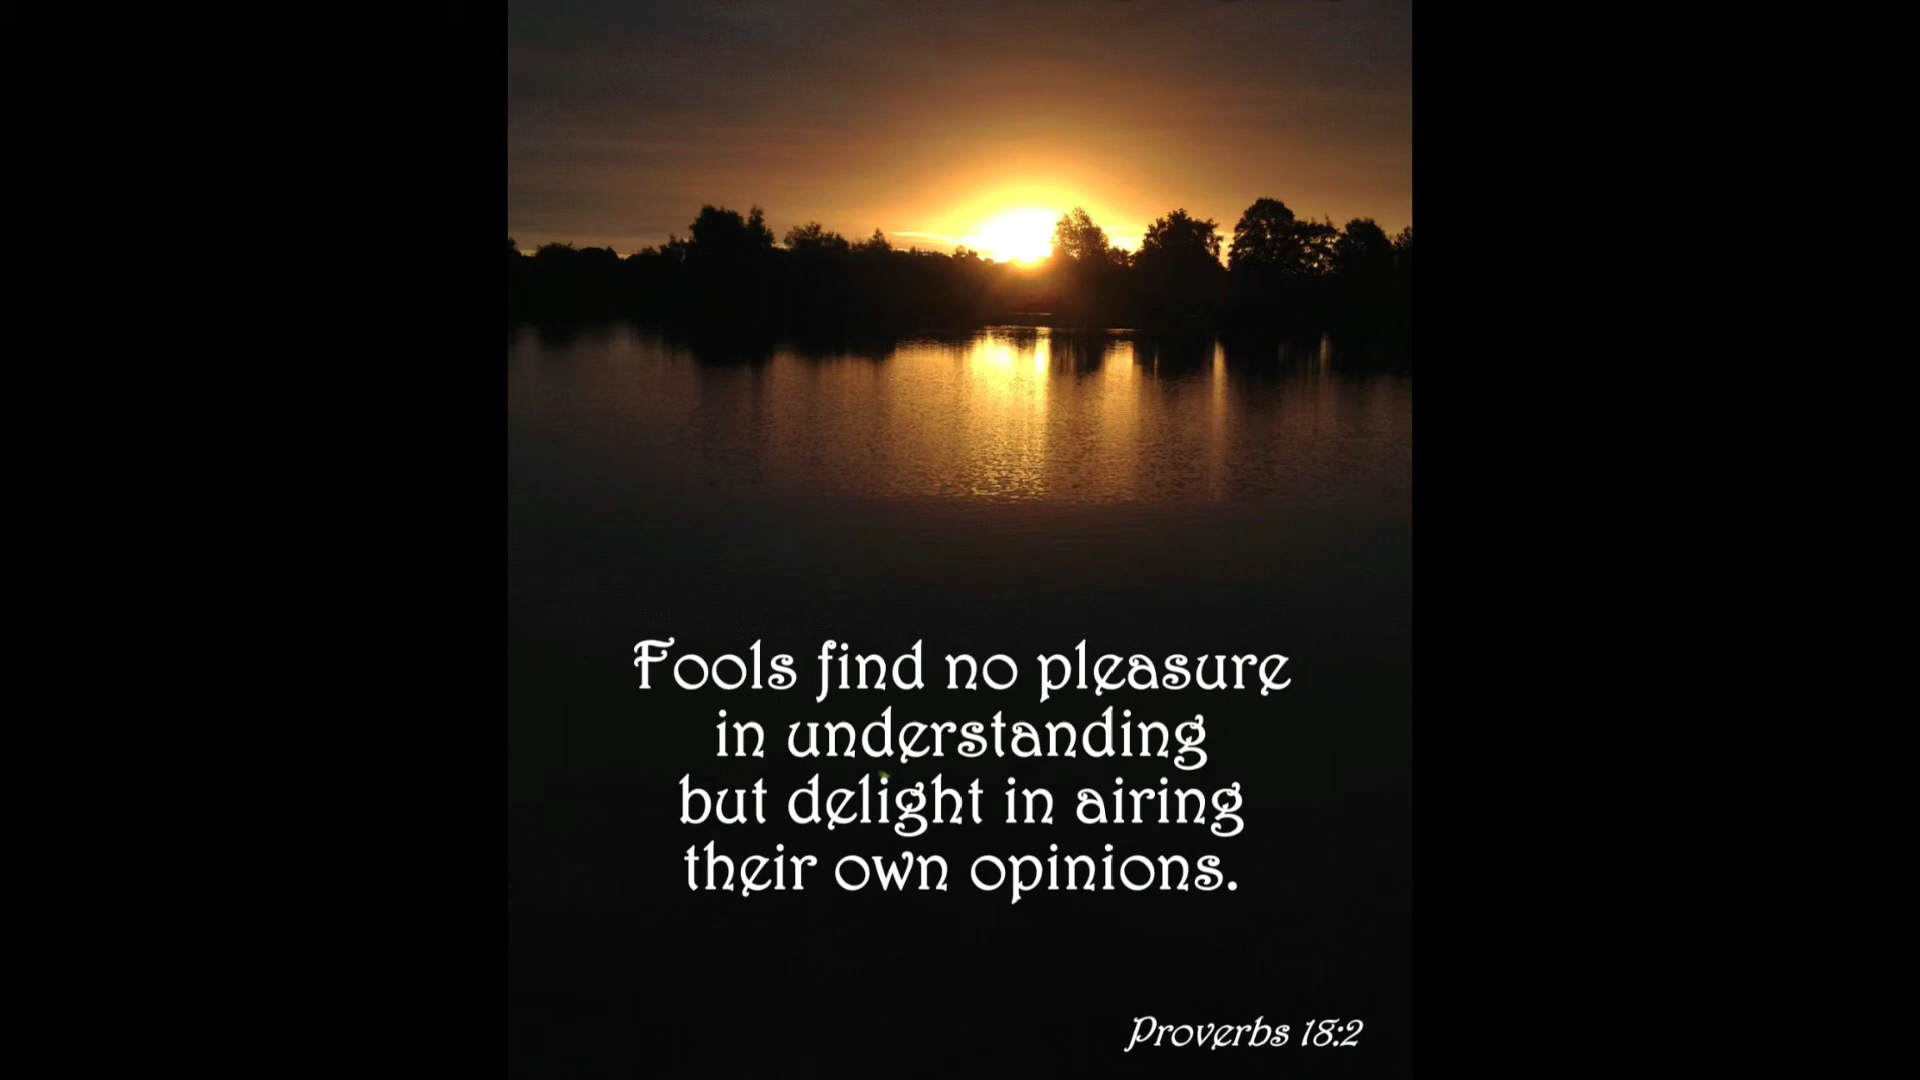 Fools find no pleasure
in understanding
but delight in airing
their own opinions.
Proverbs 18:2